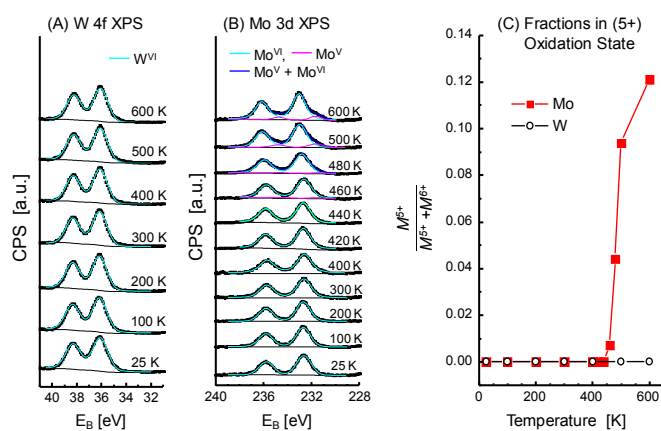 (A) W 4f XPS
W^VI
600 K
500 K
400 K
300 K
200 K
100 K
25 K
CPS [a.u.]
40 38 36 34 32
E_B [eV]
(B) Mo 3d XPS
Mo^VI, Mo^V
Mo^V + Mo^VI
600 K
500 K
480 K
460 K
440 K
420 K
400 K
300 K
200 K
100 K
25 K
CPS [a.u.]
240 236 232 228
E_B [eV]
(C) Fractions in (5+)
Oxidation State
Mo
W
0.14
0.12
0.10
0.08
0.06
0.04
0.02
0.00
M^5+
M^5+ + M^6+
0 200 400 600
Temperature [K]